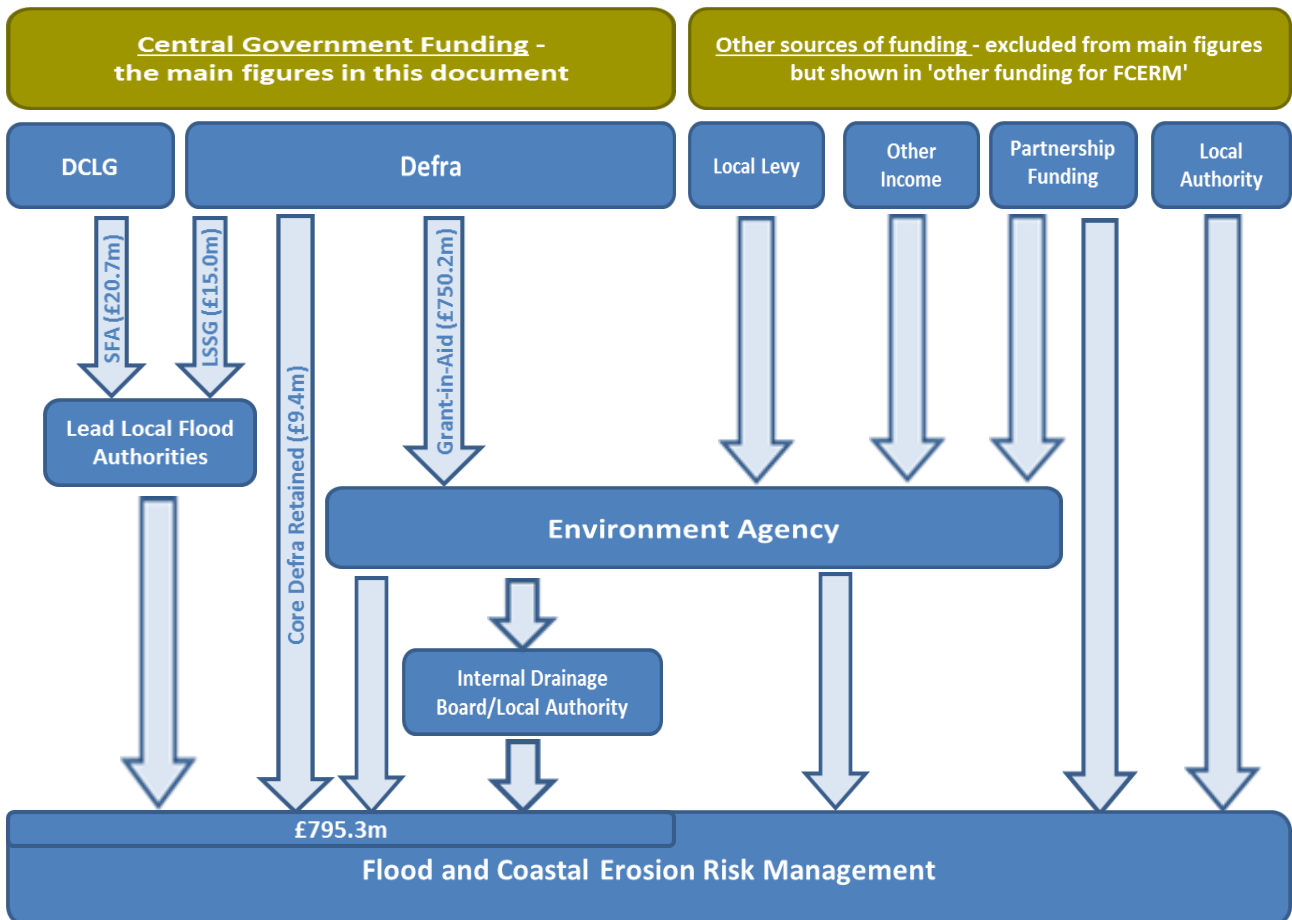 Central Government Funding -
the main figures in this document
Other sources of funding - excluded from main figures
but shown in 'other funding for FCERM'
DCLG
Defra
Local Levy
Other
Income
Partnership
Funding
Local
Authority
SFA (£20.7m)
LSSG (£15.0m)
Core Defra Retained (£9.4m)
Grant-in-Aid (£750.2m)
Lead Local Flood
Authorities
Environment Agency
Internal Drainage
Board/Local Authority
£795.3m
Flood and Coastal Erosion Risk Management